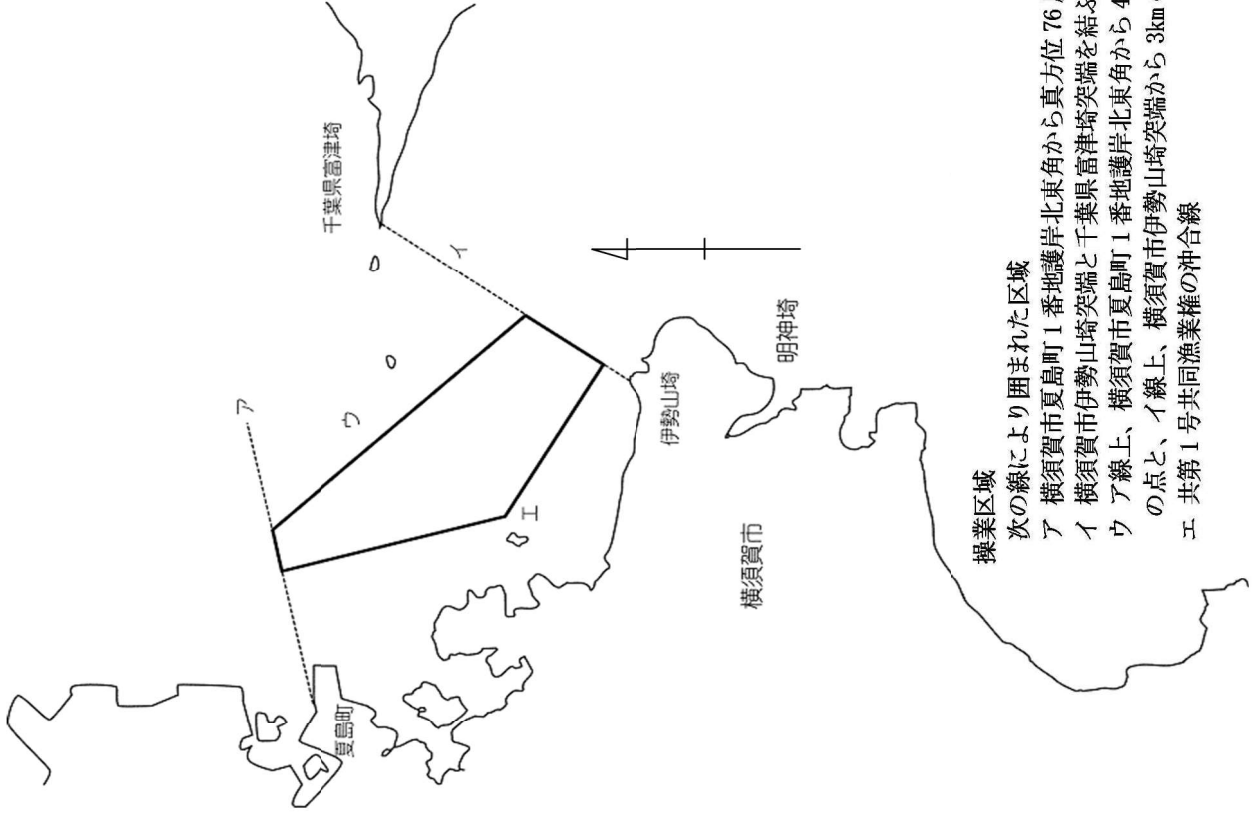 千葉県富津埼
ア
イ
ウ
エ
夏島町
伊勢山埼
明神埼
横須賀市
操業区域
次の線により囲まれた区域
ア 横須賀市夏島町1番地護岸北東角から真方位76
イ 横須賀市伊勢山埼突端と千葉県富津埼突端を結ぶ
ウ ア線上、横須賀市夏島町1番地護岸北東角から4
の点と、イ線上、横須賀市伊勢山埼突端から3km
エ 共第1号共同漁業権の沖合線